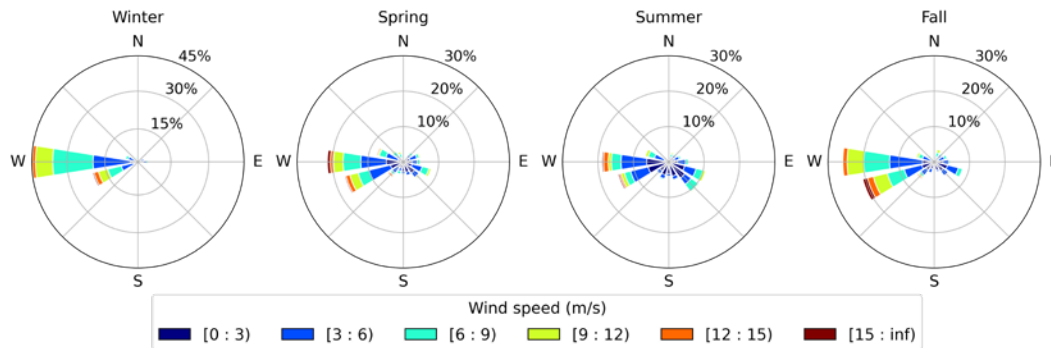 Winter Spring Summer Fall
N N N N
45% 30% 30% 30%
30% 20% 20% 20%
15% 10% 10% 10%
W E W E W E W E
S S S S
Wind speed (m/s)
[0 : 3) [3 : 6) [6 : 9) [9 : 12) [12 : 15) [15 : inf)